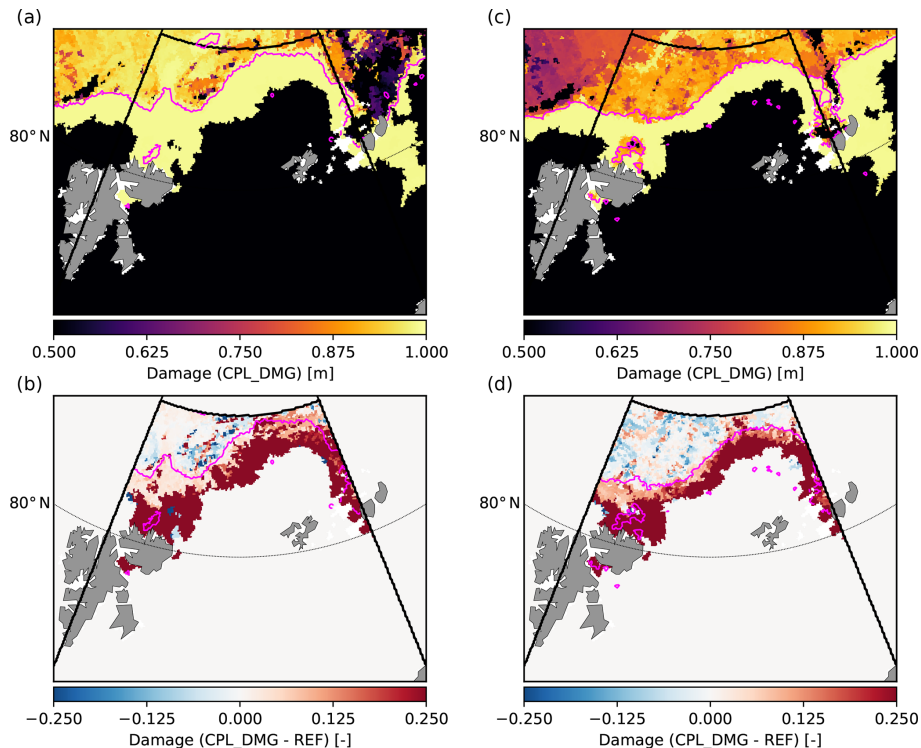 (a) (c)
80°N 80°N
0.500 0.625 0.750 0.875 1.000 0.500 0.625 0.750 0.875 1.000
Damage (CPL_DMG) [m] Damage (CPL_DMG) [m]
(b) (d)
80°N 80°N
−0.250 −0.125 0.000 0.125 0.250 −0.250 −0.125 0.000 0.125 0.250
Damage (CPL_DMG - REF) [-] Damage (CPL_DMG - REF) [-]